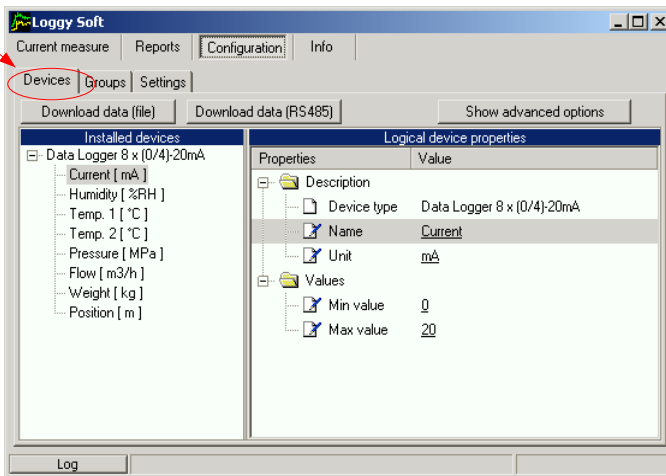 Loggy Soft
Current measure Reports Configuration Info
Devices Groups Settings
Download data (file) Download data (RS485) Show advanced options
Installed devices
Data Logger 8 x (0/4)-20mA
Current [ mA ]
Humidity [ %RH ]
Temp. 1 [ °C ]
Temp. 2 [ °C ]
Pressure [ MPa ]
Flow [ m3/h ]
Weight [ kg ]
Position [ m ]
Logical device properties
Properties Value
Description
Device type Data Logger 8 x (0/4)-20mA
Name Current
Unit mA
Values
Min value 0
Max value 20
Log